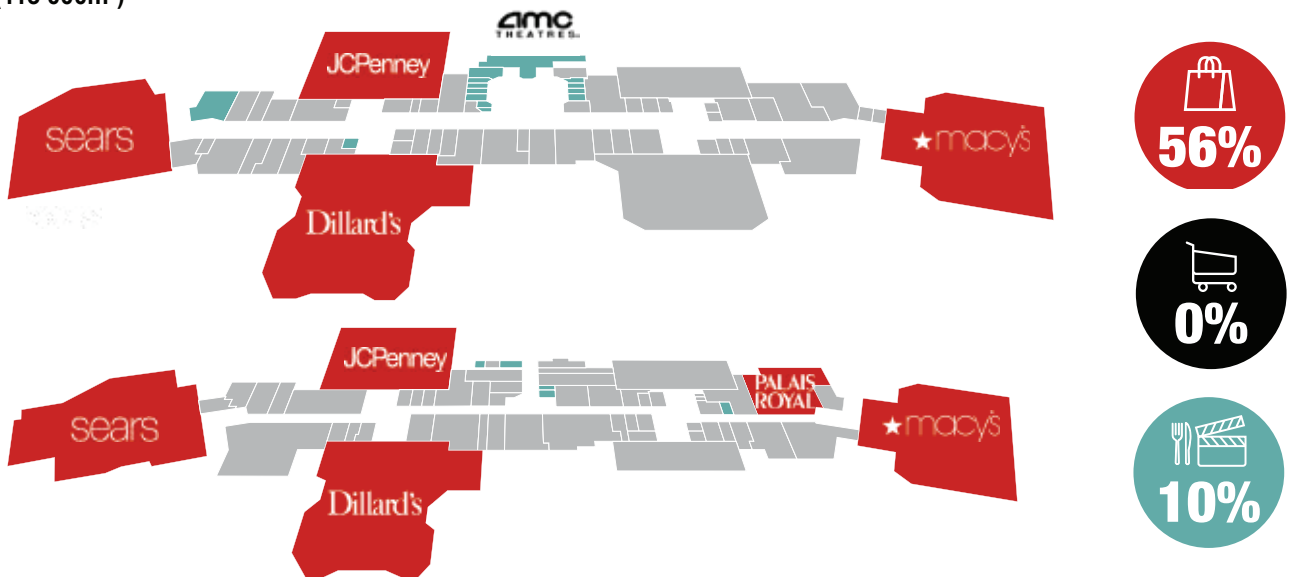 amc
THEATRES
JCPenney
sears
★macy's
Dillard's
56%
0%
JCPenney
PALAIS
ROYAL
sears
★macy's
Dillard's
10%